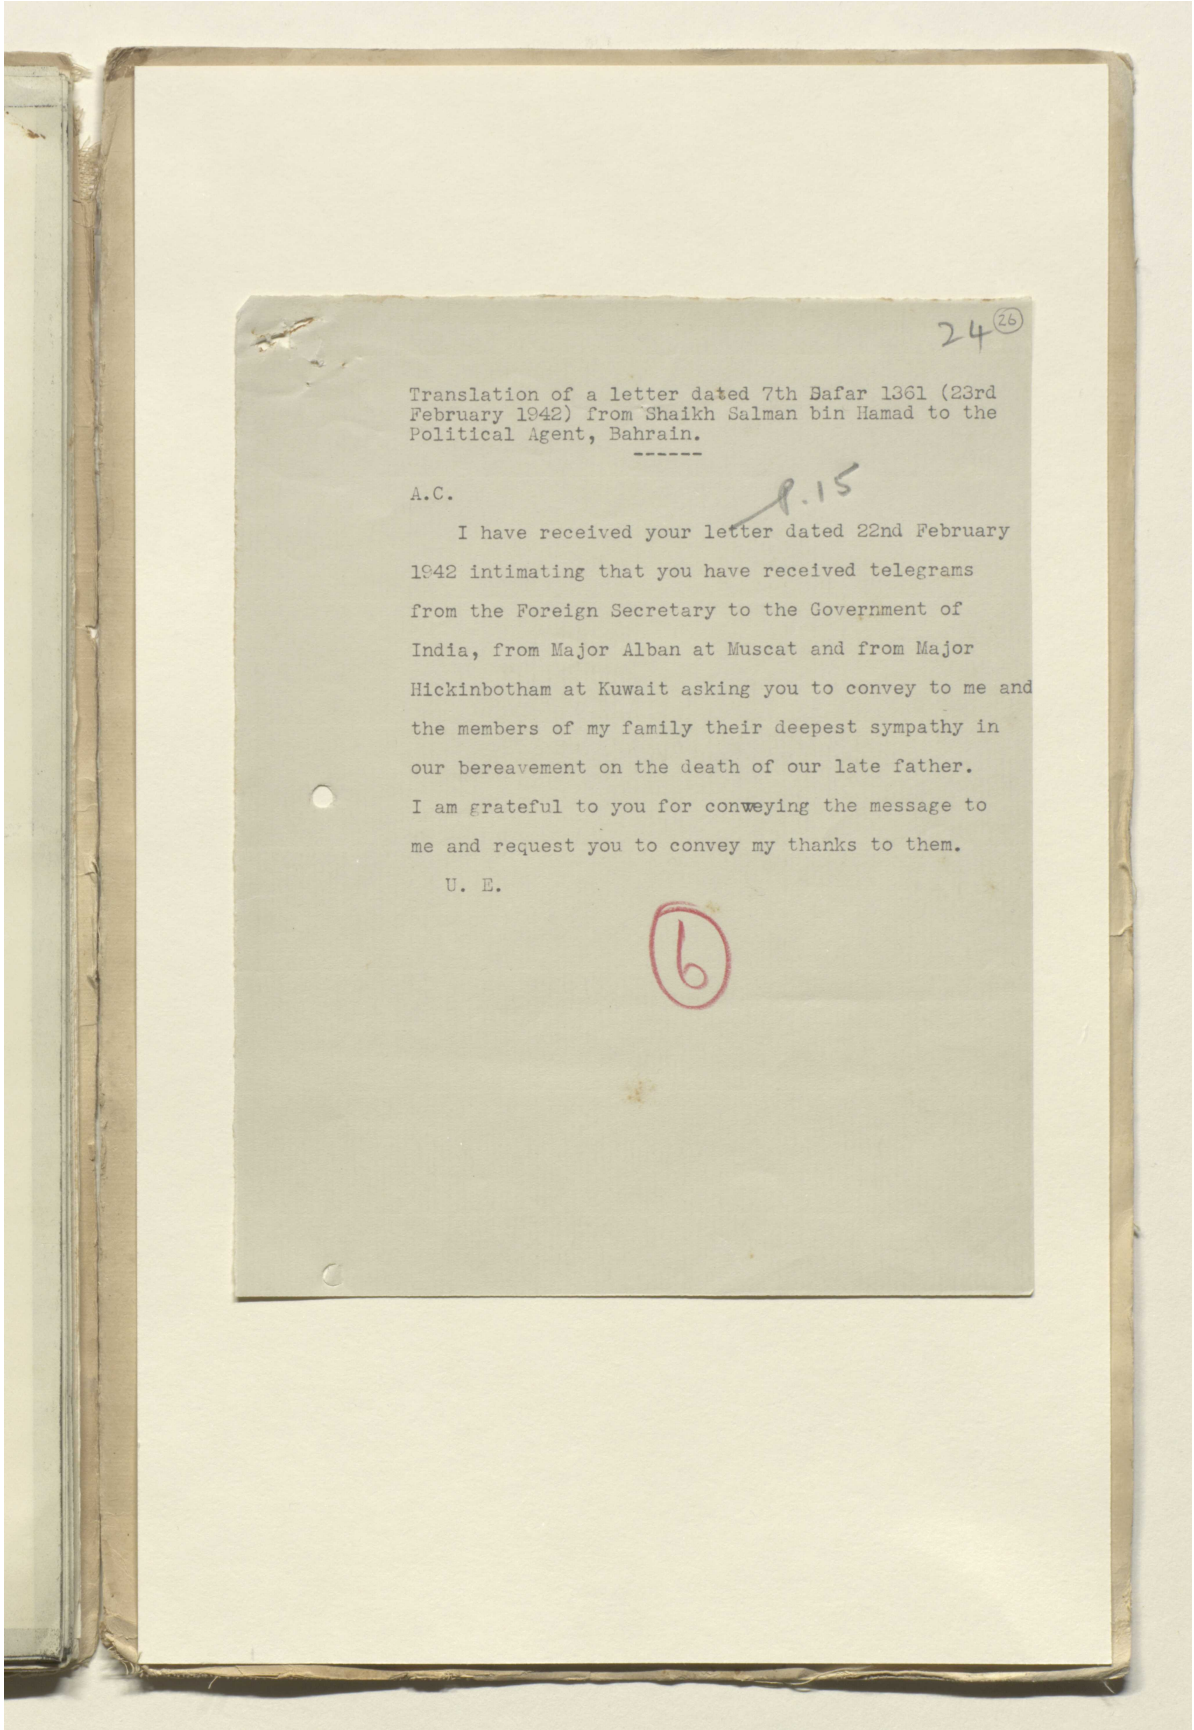 24 26
Translation of a letter dated 7th Safar 1361 (23rd
February 1942) from Shaikh Salman bin Hamad to the
Political Agent, Bahrain.
------
A.C.
P.15
I have received your letter dated 22nd February
1942 intimating that you have received telegrams
from the Foreign Secretary to the Government of
India, from Major Alban at Muscat and from Major
Hickinbotham at Kuwait asking you to convey to me and
the members of my family their deepest sympathy in
our bereavement on the death of our late father.
I am grateful to you for conveying the message to
me and request you to convey my thanks to them.
U. E.
6